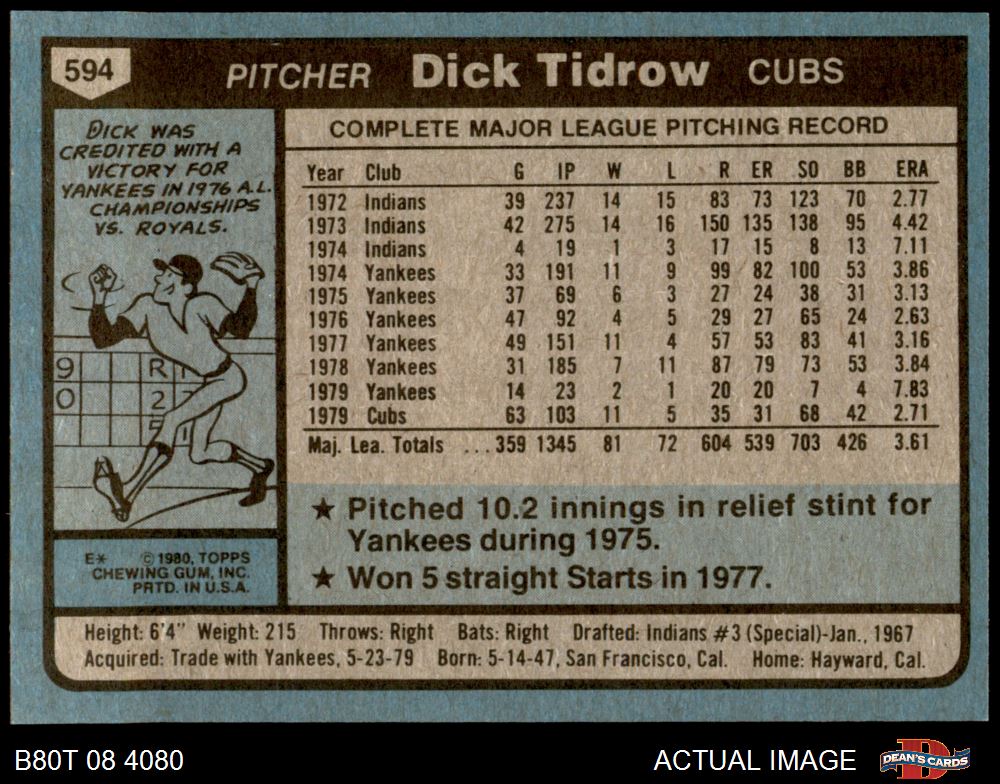 594 PITCHER Dick Tidrow CUBS
DICK WAS
CREDITED WITH A
VICTORY FOR
YANKEES IN 1976 A.L.
CHAMPIONSHIPS
VS. ROYALS.
9 R
0 2
5 1
E* © 1980, TOPPS
CHEWING GUM, INC.
PRTD. IN U.S.A.
COMPLETE MAJOR LEAGUE PITCHING RECORD
Year Club G IP W L R ER SO BB ERA
1972 Indians 39 237 14 15 83 73 123 70 2.77
1973 Indians 42 275 14 16 150 135 138 95 4.42
1974 Indians 4 19 1 3 17 15 8 13 7.11
1974 Yankees 33 191 11 9 99 82 100 53 3.86
1975 Yankees 37 69 6 3 27 24 38 31 3.13
1976 Yankees 47 92 4 5 29 27 65 24 2.63
1977 Yankees 49 151 11 4 57 53 83 41 3.16
1978 Yankees 31 185 7 11 87 79 73 53 3.84
1979 Yankees 14 23 2 1 20 20 7 4 7.83
1979 Cubs 63 103 11 5 35 31 68 42 2.71
Maj. Lea. Totals ... 359 1345 81 72 604 539 703 426 3.61
★ Pitched 10.2 innings in relief stint for
Yankees during 1975.
★ Won 5 straight Starts in 1977.
Height: 6'4" Weight: 215 Throws: Right Bats: Right Drafted: Indians #3 (Special)-Jan., 1967
Acquired: Trade with Yankees, 5-23-79 Born: 5-14-47, San Francisco, Cal. Home: Hayward, Cal.
B80T 08 4080 ACTUAL IMAGE DEAN'S CARDS